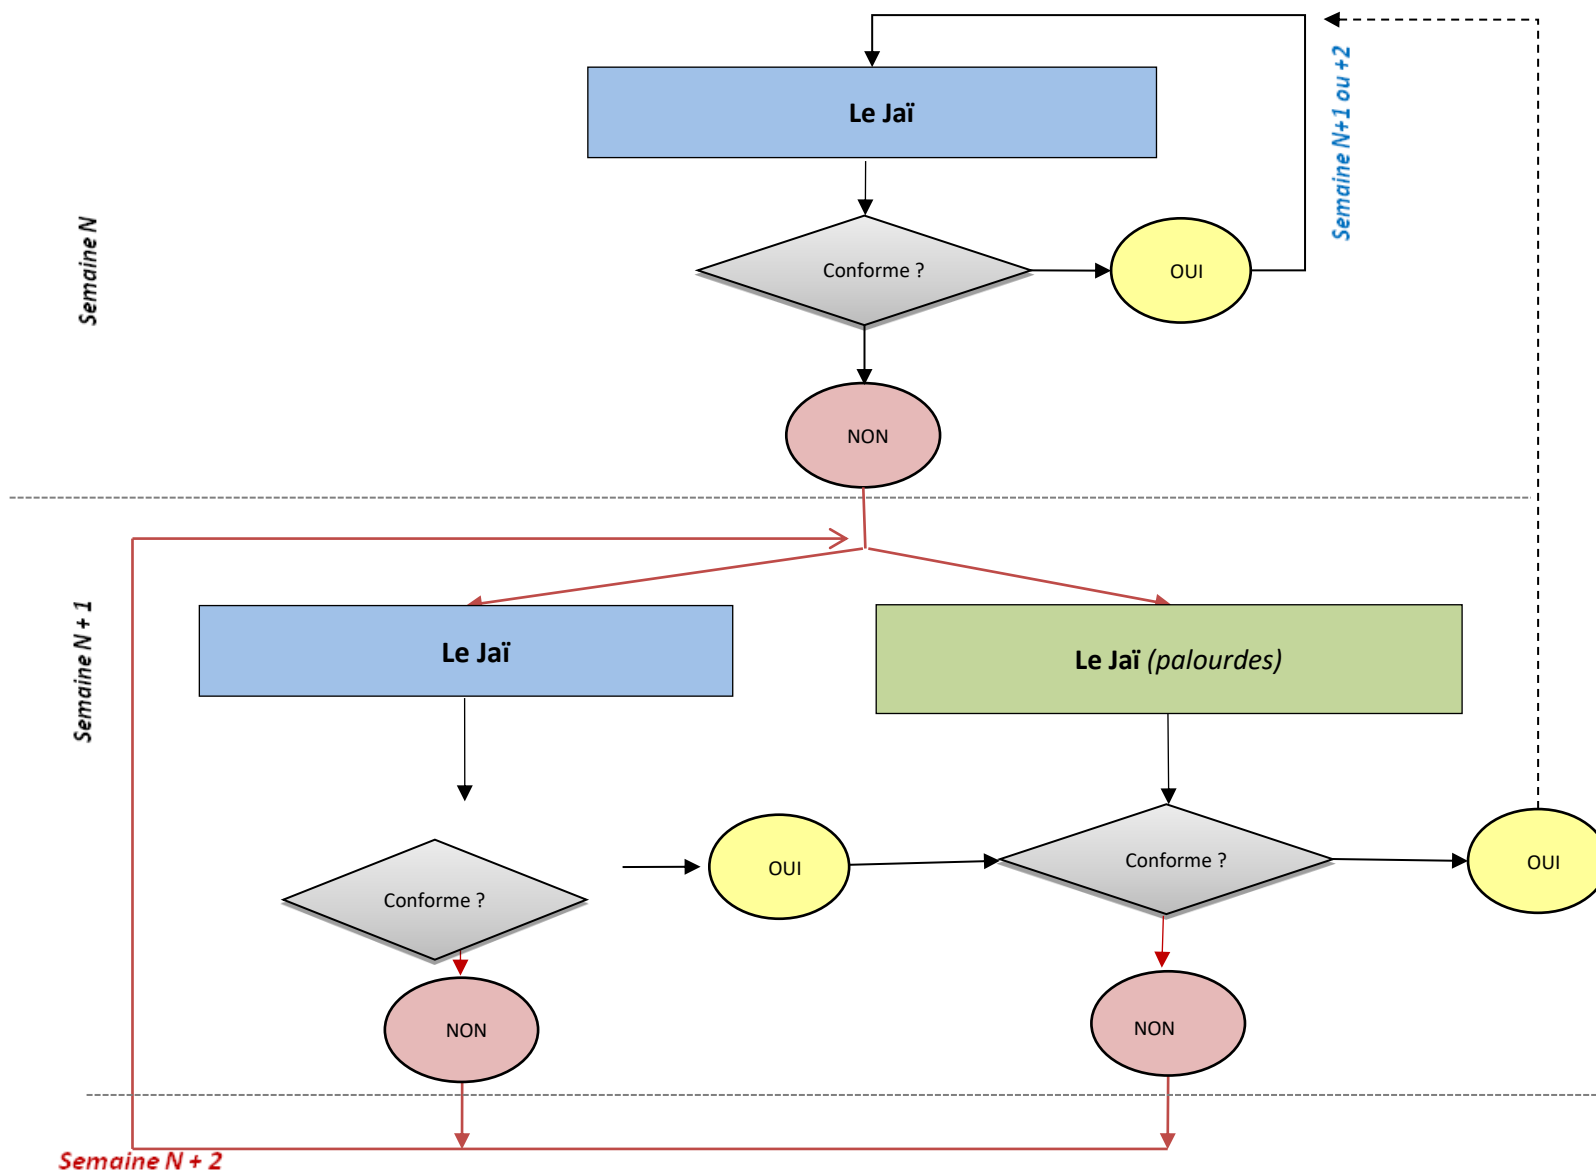 Le Jaï
Semaine N+1 ou +2
Semaine N
Conforme ?
OUI
NON
Semaine N + 1
Le Jaï
Le Jaï (palourdes)
Conforme ?
OUI
Conforme ?
OUI
NON
NON
Semaine N + 2